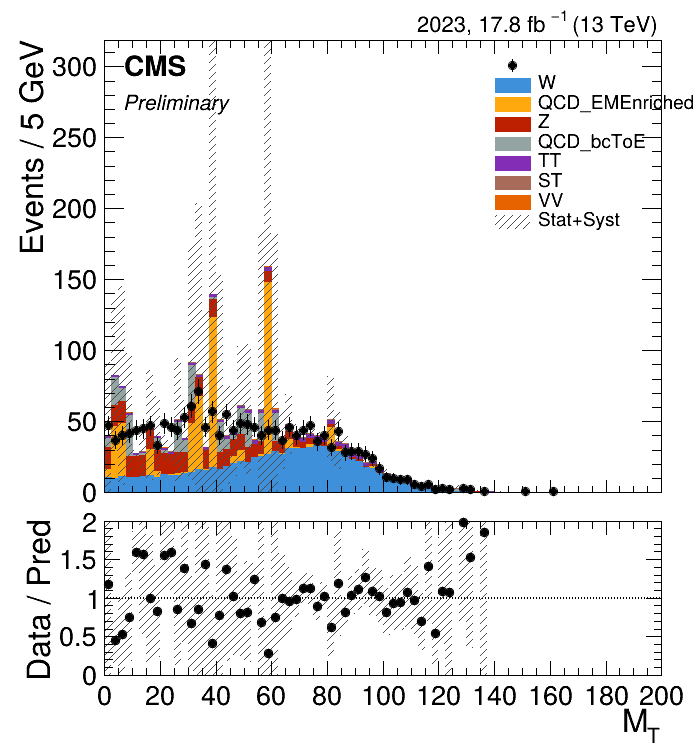 2023, 17.8 fb⁻¹ (13 TeV)
CMS
Preliminary
Events / 5 GeV
300
250
200
150
100
50
0
W
QCD_EMEnriched
Z
QCD_bcToE
TT
ST
VV
Stat+Syst
Data / Pred
2
1.5
1
0.5
0
0 20 40 60 80 100 120 140 160 180 200
M_T